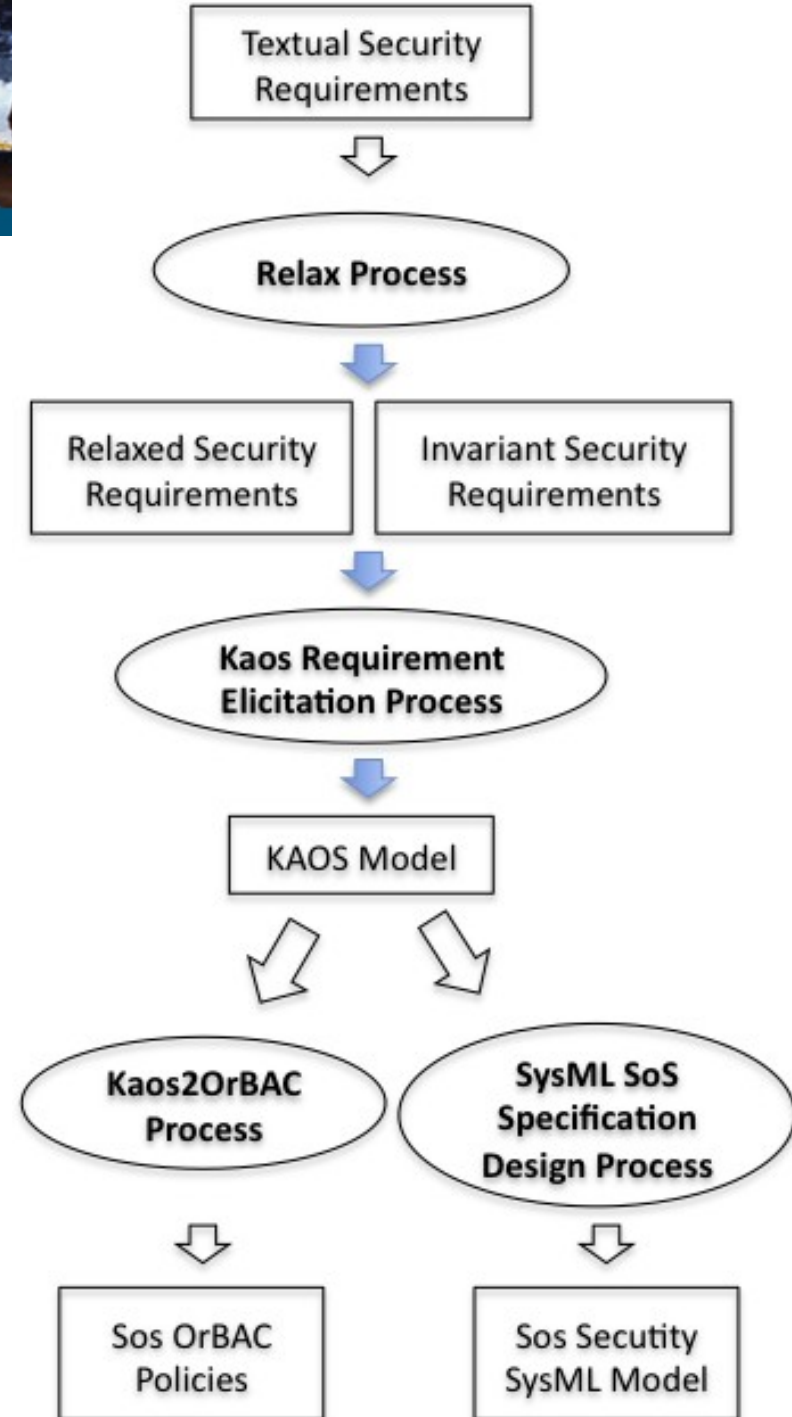 Textual Security
Requirements
Relax Process
Relaxed Security
Requirements
Invariant Security
Requirements
Kaos Requirement
Elicitation Process
KAOS Model
Kaos2OrBAC
Process
SysML SoS
Specification
Design Process
Sos OrBAC
Policies
Sos Secutity
SysML Model